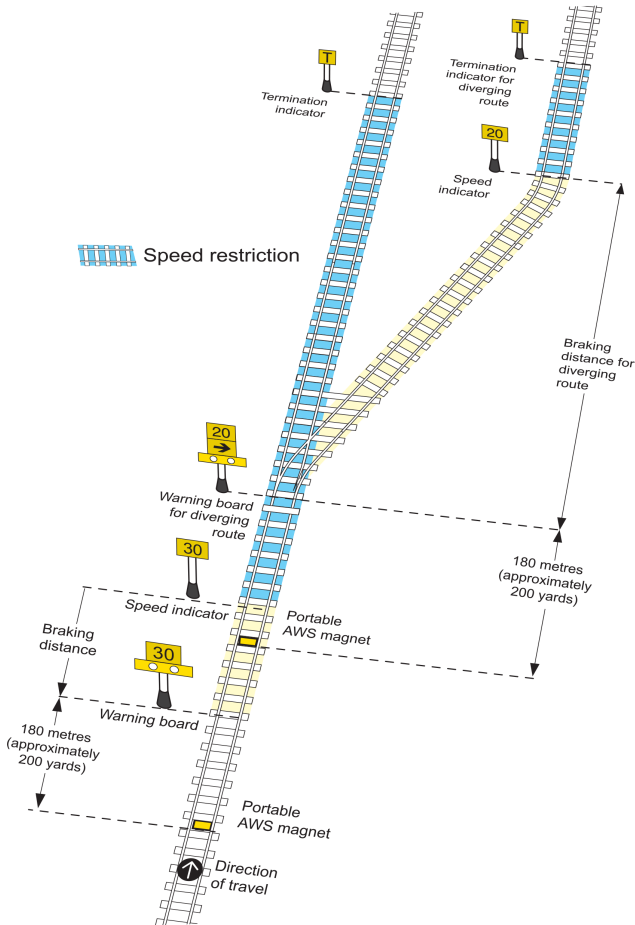 T
Termination
indicator
T
Termination
indicator for
diverging
route
20
Speed
indicator
Speed restriction
Braking
distance for
diverging
route
20
Warning board
for diverging
route
30
Speed indicator
180 metres
(approximately
200 yards)
Portable
AWS magnet
Braking
distance
30
Warning board
180 metres
(approximately
200 yards)
Portable
AWS magnet
Direction
of travel